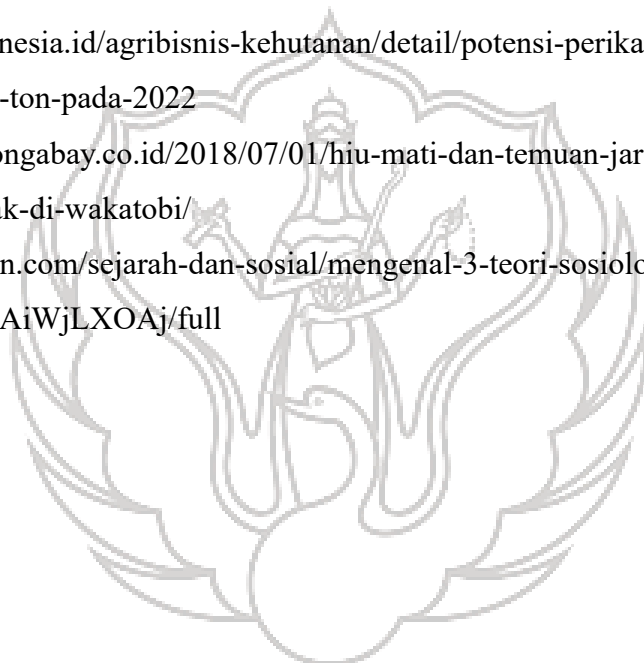 nesia.id/agribisnis-kehutanan/detail/potensi-perika
-ton-pada-2022
ongabay.co.id/2018/07/01/hiu-mati-dan-temuan-jar
ak-di-wakatobi/
n.com/sejarah-dan-sosial/mengenal-3-teori-sosiolo
AiWjLXOAj/full